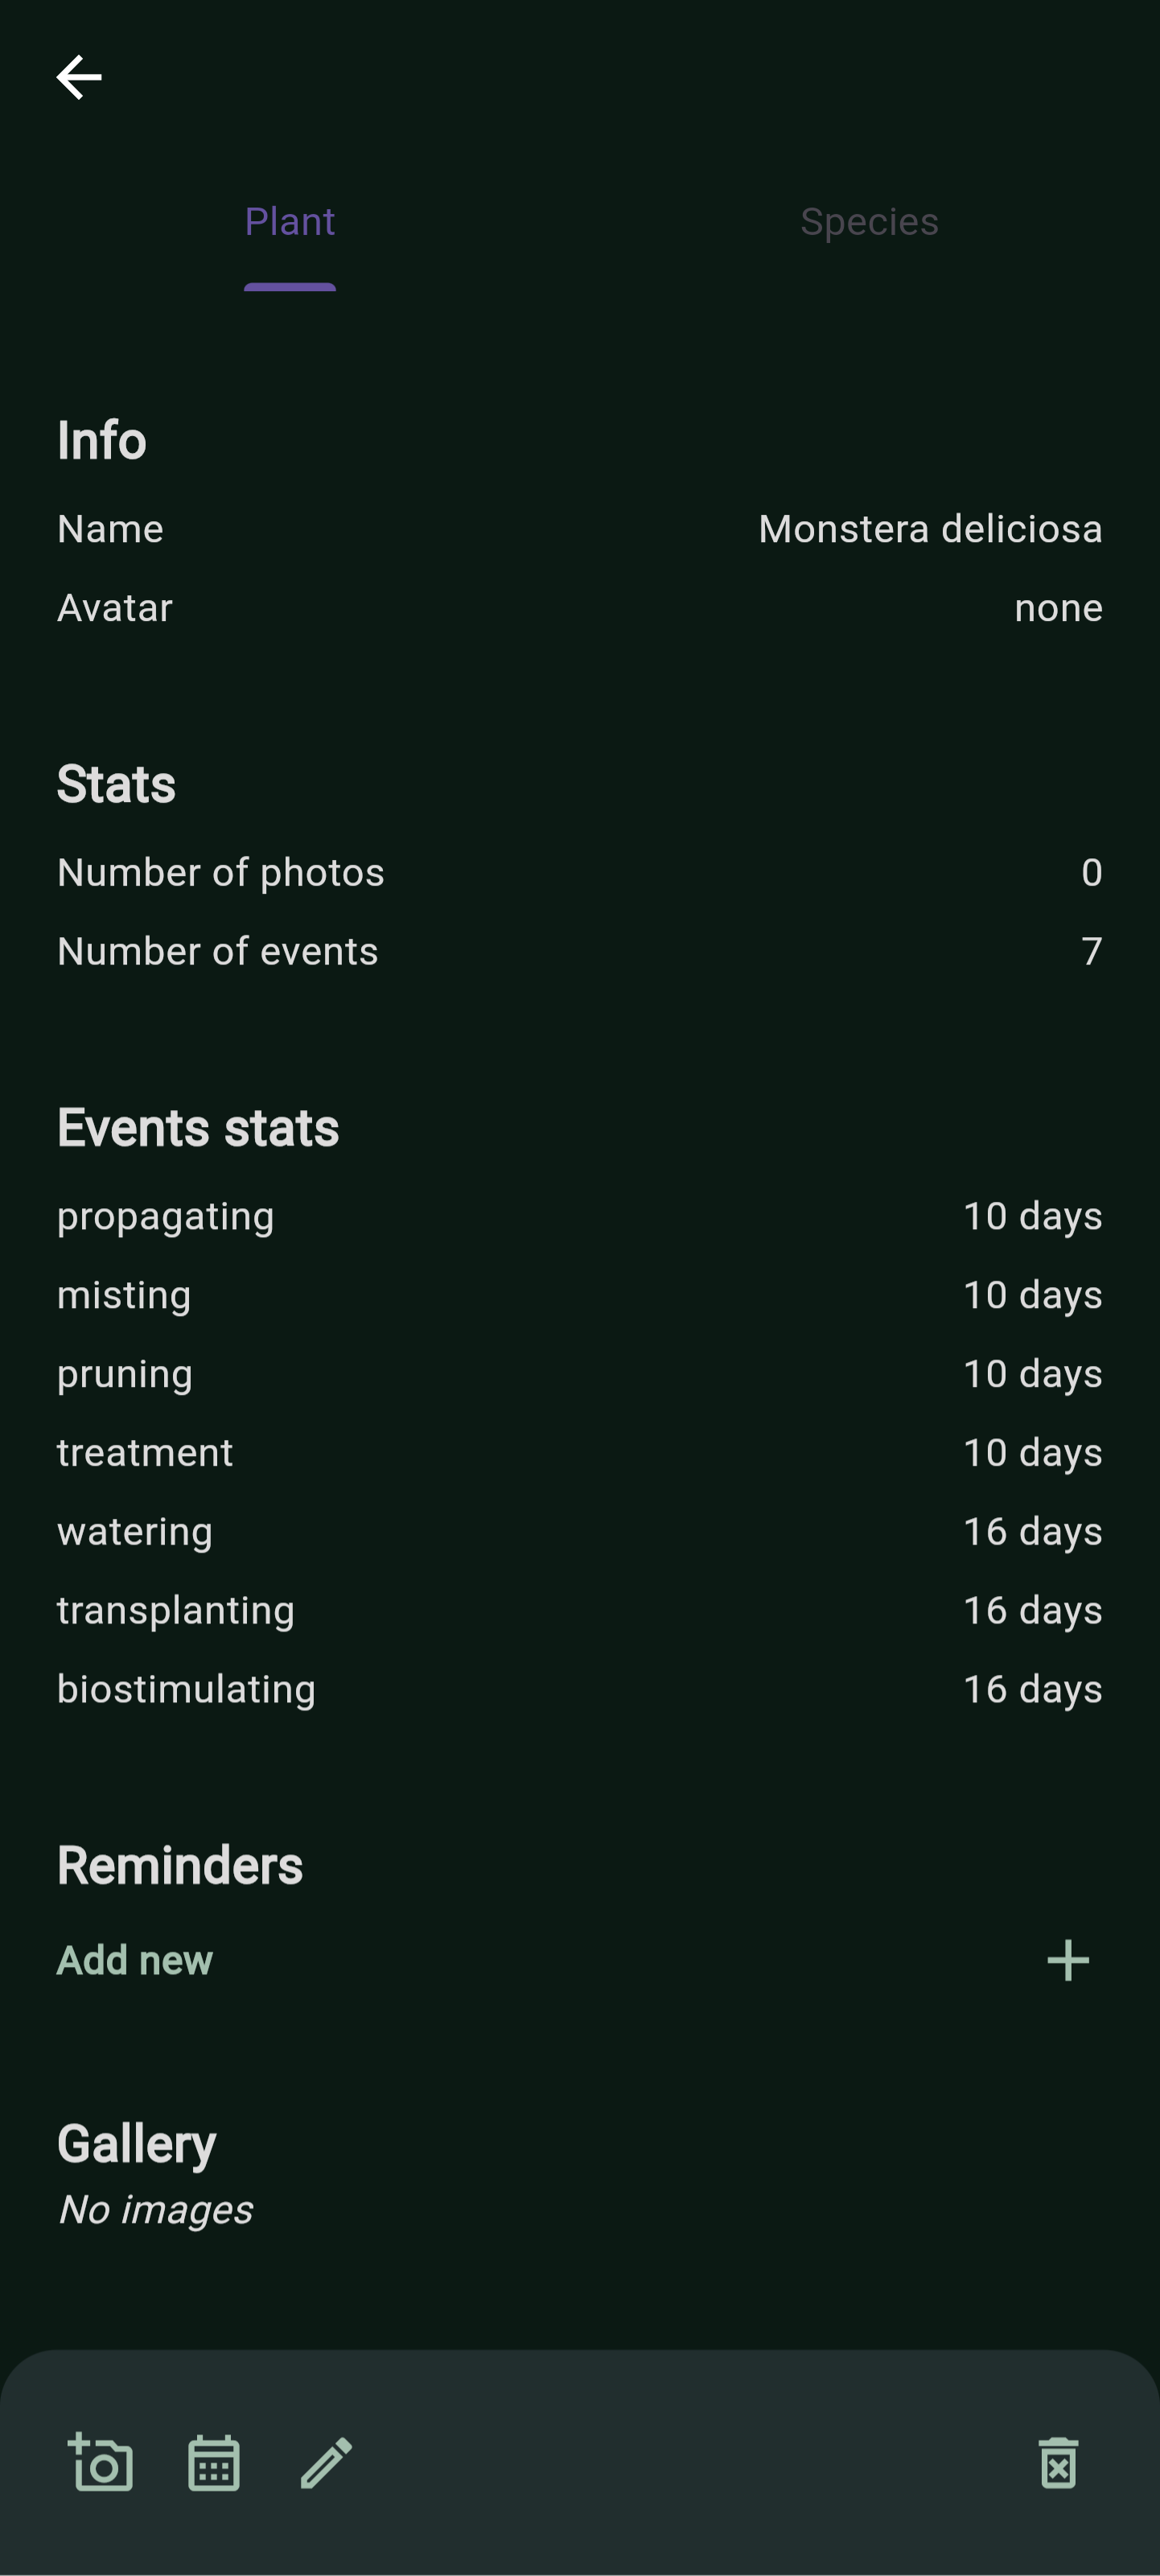 Plant Species
Info
Name Monstera deliciosa
Avatar none
Stats
Number of photos 0
Number of events 7
Events stats
propagating 10 days
misting 10 days
pruning 10 days
treatment 10 days
watering 16 days
transplanting 16 days
biostimulating 16 days
Reminders
Add new
Gallery
No images